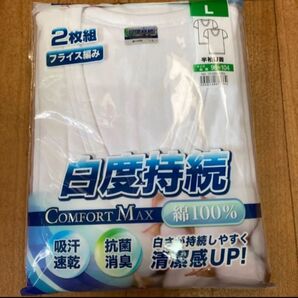 2枚組
フライス編み
L
半袖U首
96~104
白度持続
COMFORT MAX
綿100%
吸汗
速乾
抗菌
消臭
白さが持続しやすく
清潔感UP!